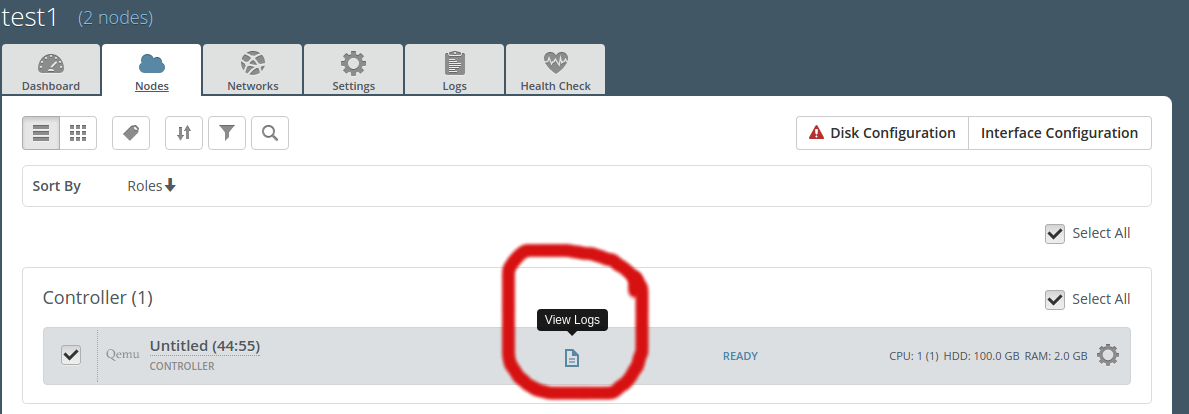 test1 (2 nodes)
Dashboard Nodes Networks Settings Logs Health Check
Disk Configuration Interface Configuration
Sort By Roles
Select All
Controller (1) Select All
View Logs
Qemu Untitled (44:55) READY CPU: 1 (1) HDD: 100.0 GB RAM: 2.0 GB
CONTROLLER